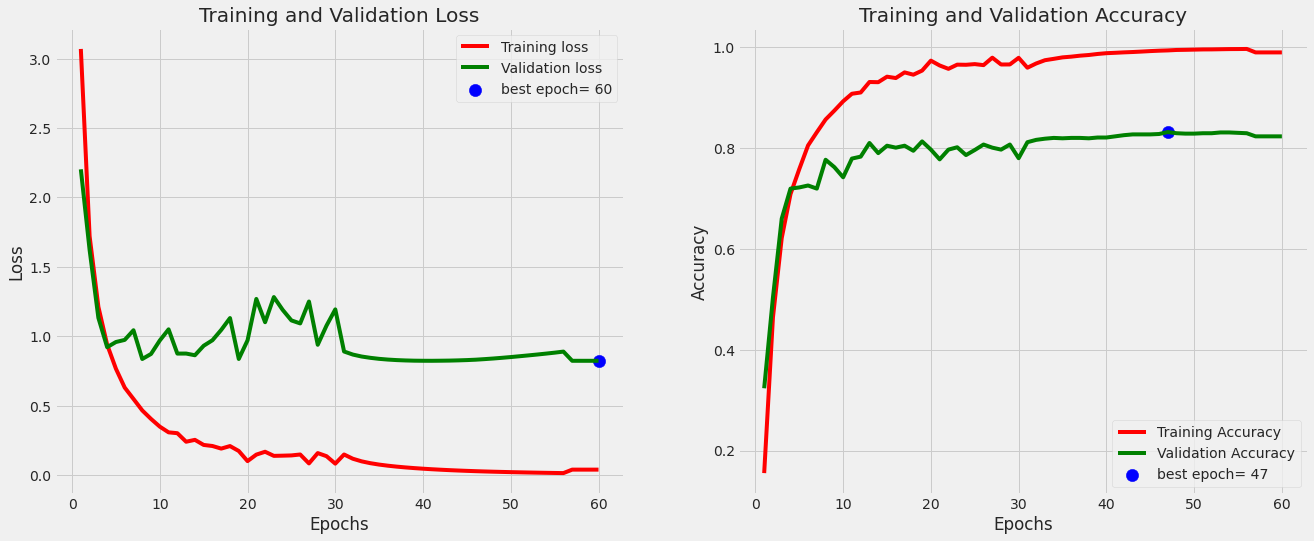 Training and Validation Loss
Training loss
Validation loss
best epoch= 60
3.0
2.5
2.0
1.5
1.0
0.5
0.0
Loss
0 10 20 30 40 50 60
Epochs
Training and Validation Accuracy
1.0
0.8
0.6
0.4
0.2
Accuracy
Training Accuracy
Validation Accuracy
best epoch= 47
0 10 20 30 40 50 60
Epochs